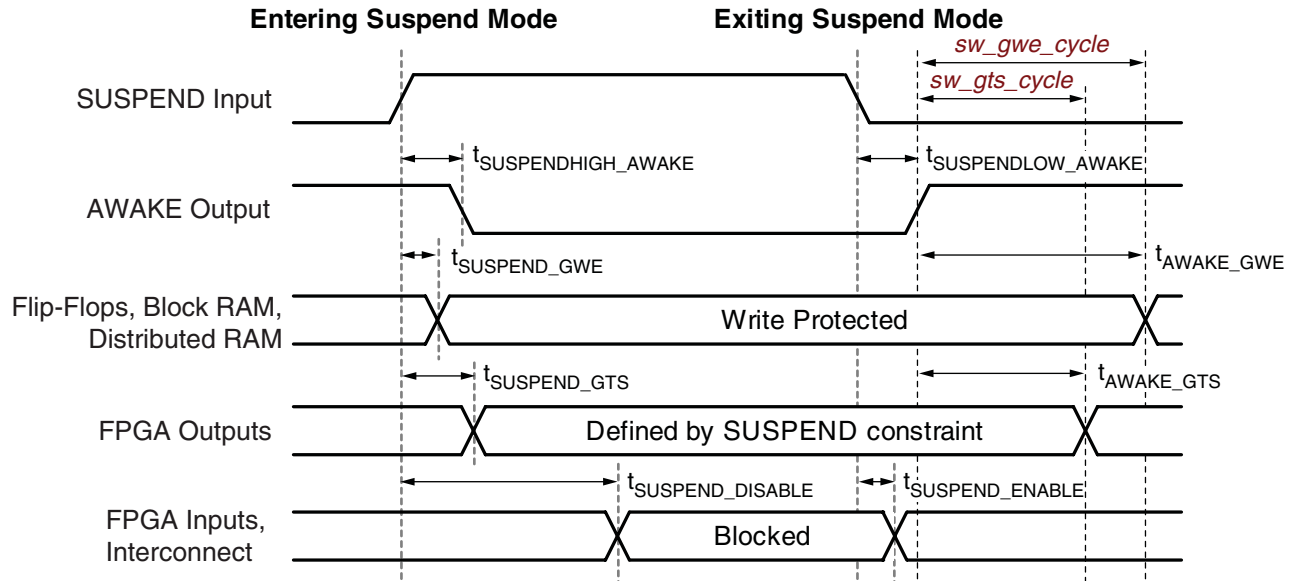 Entering Suspend Mode
Exiting Suspend Mode
sw_gwe_cycle
sw_gts_cycle
SUSPEND Input
tSUSPENDHIGH_AWAKE
tSUSPENDLOW_AWAKE
AWAKE Output
tSUSPEND_GWE
tAWAKE_GWE
Flip-Flops, Block RAM,
Distributed RAM
Write Protected
tSUSPEND_GTS
tAWAKE_GTS
FPGA Outputs
Defined by SUSPEND constraint
tSUSPEND_DISABLE
tSUSPEND_ENABLE
FPGA Inputs,
Interconnect
Blocked